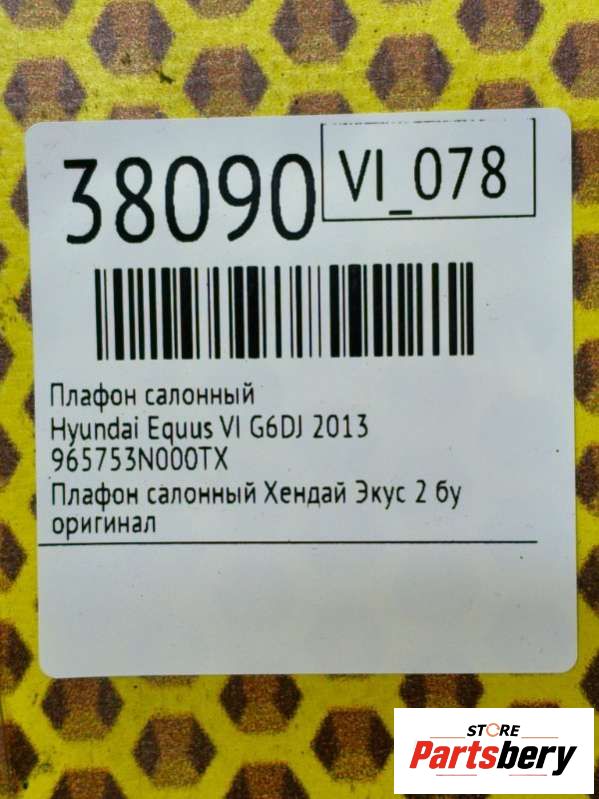 38090
VI_078
Плафон салонный
Hyundai Equus VI G6DJ 2013
965753N000TX
Плафон салонный Хендай Экус 2 бу
оригинал
STORE
Partsbery